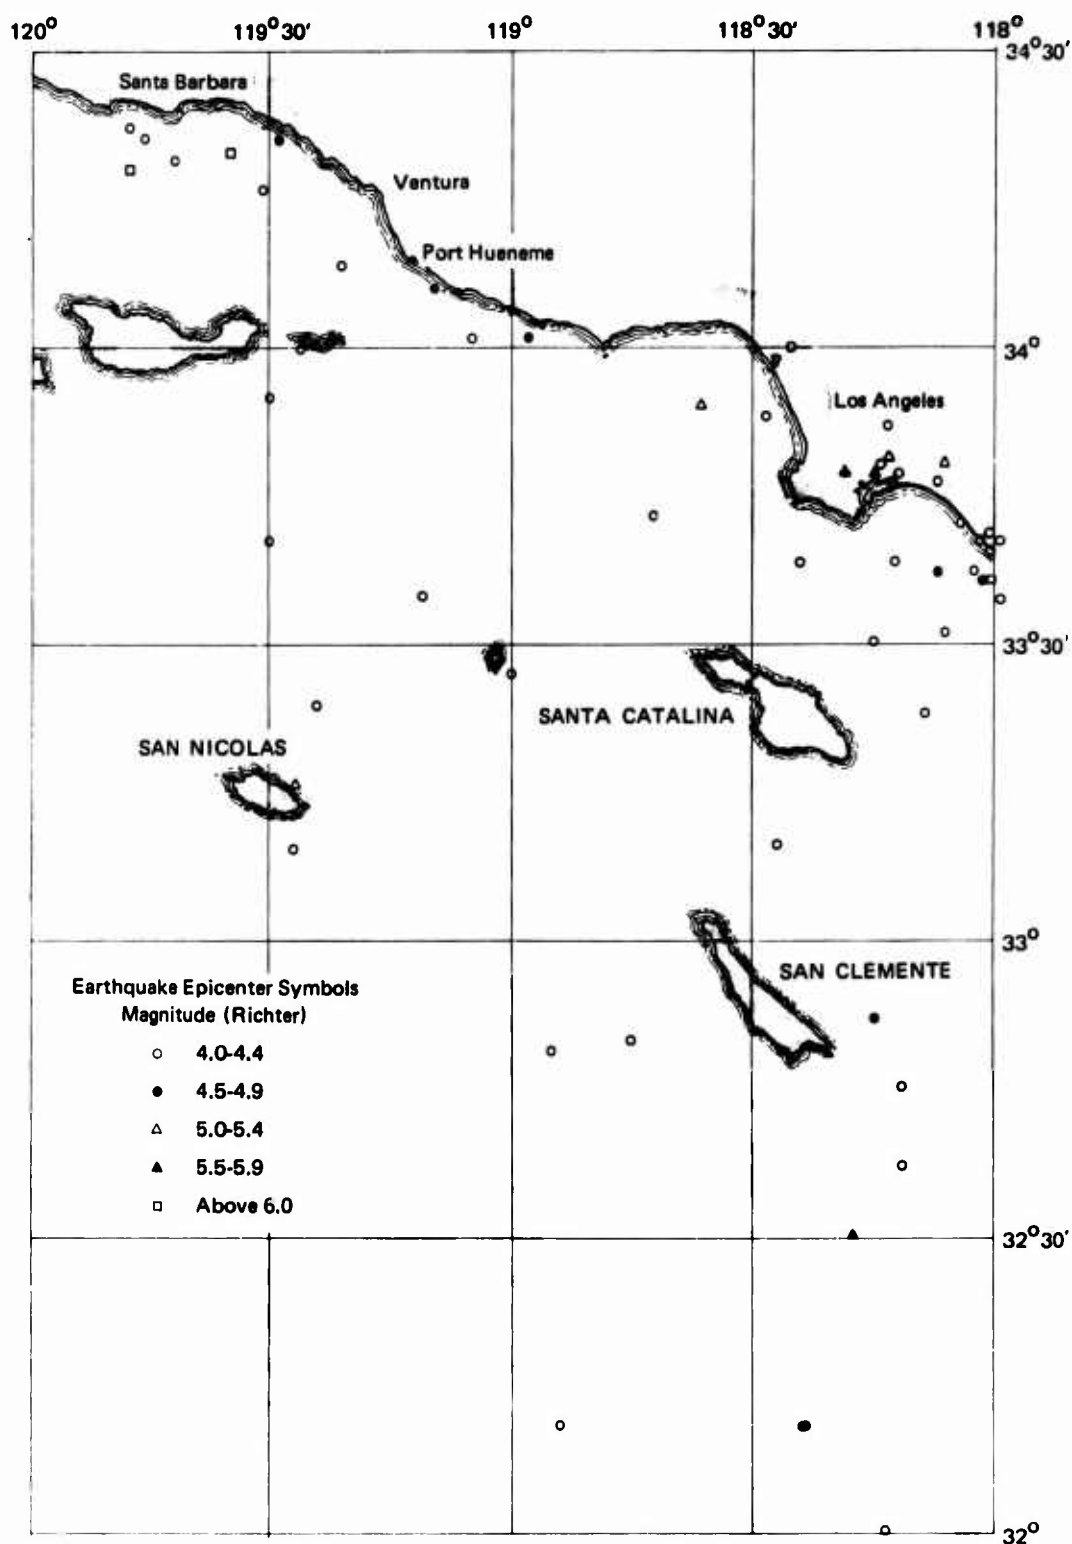 120° 119°30' 119° 118°30' 118°
34°30'
Santa Barbara
Ventura
Port Hueneme
34°
Los Angeles
33°30'
SANTA CATALINA
SAN NICOLAS
33°
SAN CLEMENTE
Earthquake Epicenter Symbols
Magnitude (Richter)
4.0-4.4
4.5-4.9
5.0-5.4
5.5-5.9
Above 6.0
32°30'
32°